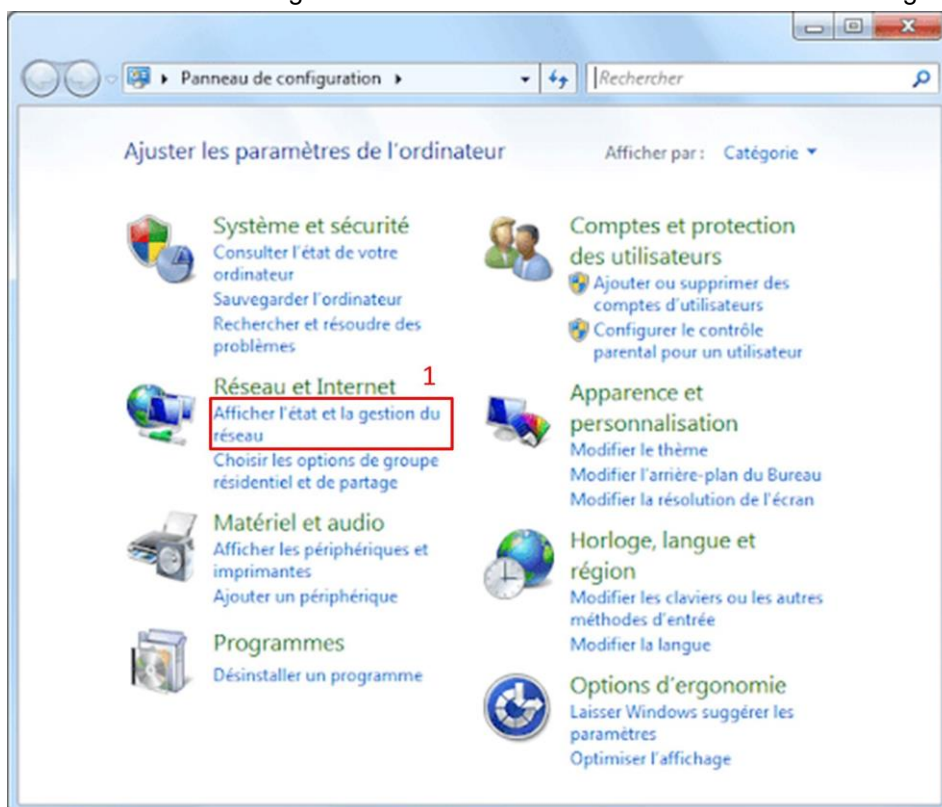 Panneau de configuration
Rechercher
Ajuster les paramètres de l'ordinateur
Afficher par : Catégorie
Système et sécurité
Consulter l'état de votre
ordinateur
Sauvegarder l'ordinateur
Rechercher et résoudre des
problèmes
Réseau et Internet 1
Afficher l'état et la gestion du
réseau
Choisir les options de groupe
résidentiel et de partage
Matériel et audio
Afficher les périphériques et
imprimantes
Ajouter un périphérique
Programmes
Désinstaller un programme
Comptes et protection
des utilisateurs
Ajouter ou supprimer des
comptes d'utilisateurs
Configurer le contrôle
parental pour un utilisateur
Apparence et
personnalisation
Modifier le thème
Modifier l'arrière-plan du Bureau
Modifier la résolution de l'écran
Horloge, langue et
région
Modifier les claviers ou les autres
méthodes d'entrée
Modifier la langue
Options d'ergonomie
Laisser Windows suggérer les
paramètres
Optimiser l'affichage